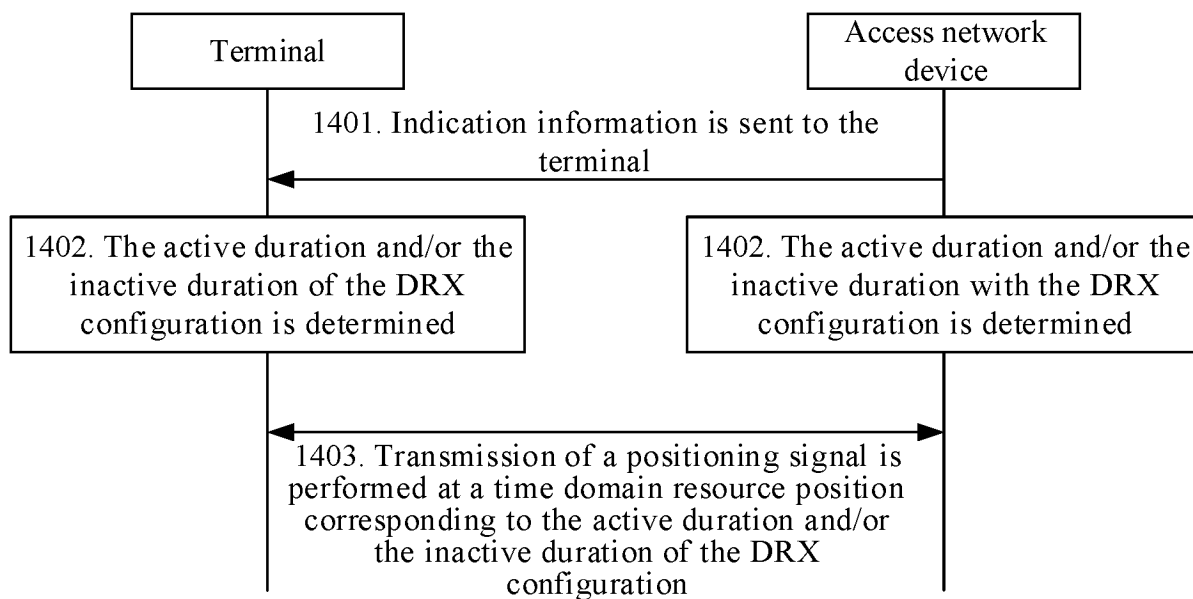 Terminal
Access network
device
1401. Indication information is sent to the
terminal
1402. The active duration and/or the
inactive duration of the DRX
configuration is determined
1402. The active duration and/or the
inactive duration with the DRX
configuration is determined
1403. Transmission of a positioning signal is
performed at a time domain resource position
corresponding to the active duration and/or
the inactive duration of the DRX
configuration